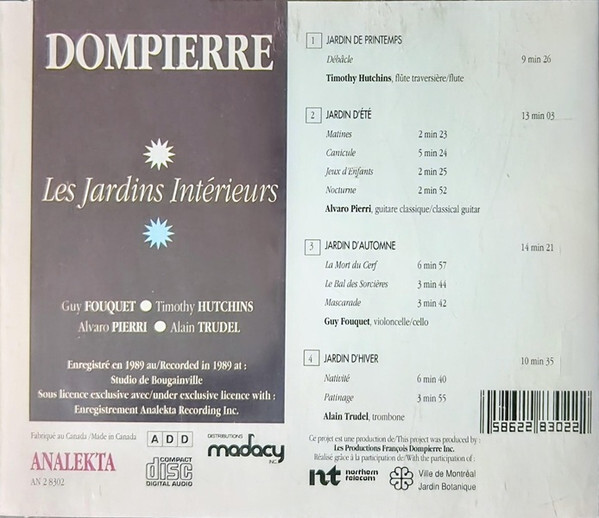 DOMPIERRE
Les Jardins Intérieurs
Guy FOUQUET ● Timothy HUTCHINS
Alvaro PIERRI ● Alain TRUDEL
Enregistré en 1989 au/Recorded in 1989 at :
Studio de Bougainville
Sous licence exclusive avec/under exclusive licence with :
Enregistrement Analekta Recording Inc.
Fabriqué au Canada /Made in Canada
ANALEKTA
AN 2 8302
A D D
COMPACT
disc
DIGITAL AUDIO
DISTRIBUTIONS
madacy
INC.
1 JARDIN DE PRINTEMPS
Débâcle 9 min 26
Timothy Hutchins, flûte traversière/flute
2 JARDIN D'ÉTÉ 13 min 03
Matines 2 min 23
Canicule 5 min 24
Jeux d'Enfants 2 min 25
Nocturne 2 min 52
Alvaro Pierri, guitare classique/classical guitar
3 JARDIN D'AUTOMNE 14 min 21
La Mort du Cerf 6 min 57
Le Bal des Sorcières 3 min 44
Mascarade 3 min 42
Guy Fouquet, violoncelle/cello
4 JARDIN D'HIVER 10 min 35
Nativité 6 min 40
Patinage 3 min 55
Alain Trudel, trombone
58622 83022
Ce projet est une production de/This project was produced by :
Les Productions François Dompierre Inc.
Réalisé grâce à la participation de/With the participation of :
nt northern telecom
Ville de Montréal
Jardin Botanique